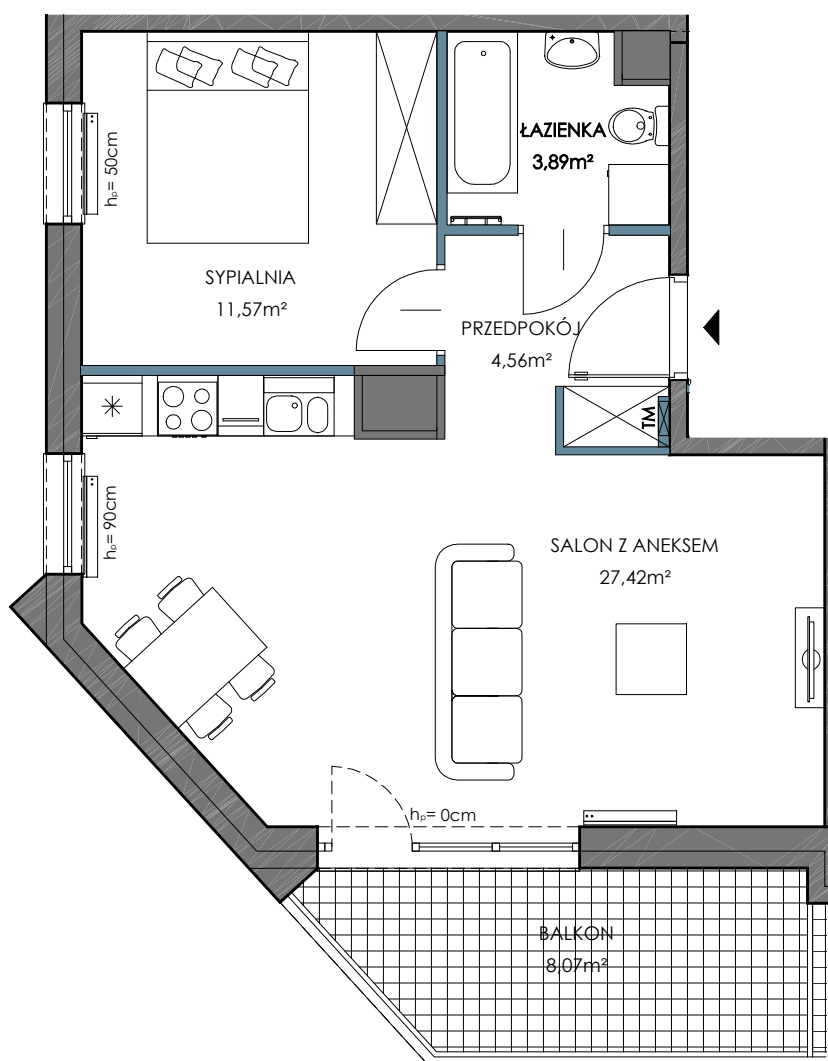 ŁAZIENKA
3,89m²
hₚ= 50cm
SYPIALNIA
11,57m²
PRZEDPOKÓJ
4,56m²
TM
hₚ= 90cm
SALON Z ANEKSEM
27,42m²
hₚ= 0cm
BALKON
8,07m²